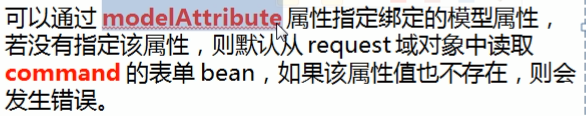 可以通过 modelAttribute 属性指定绑定的模型属性，
若没有指定该属性，则默认从 request 域对象中读取
command 的表单 bean，如果该属性值也不存在，则会
发生错误。